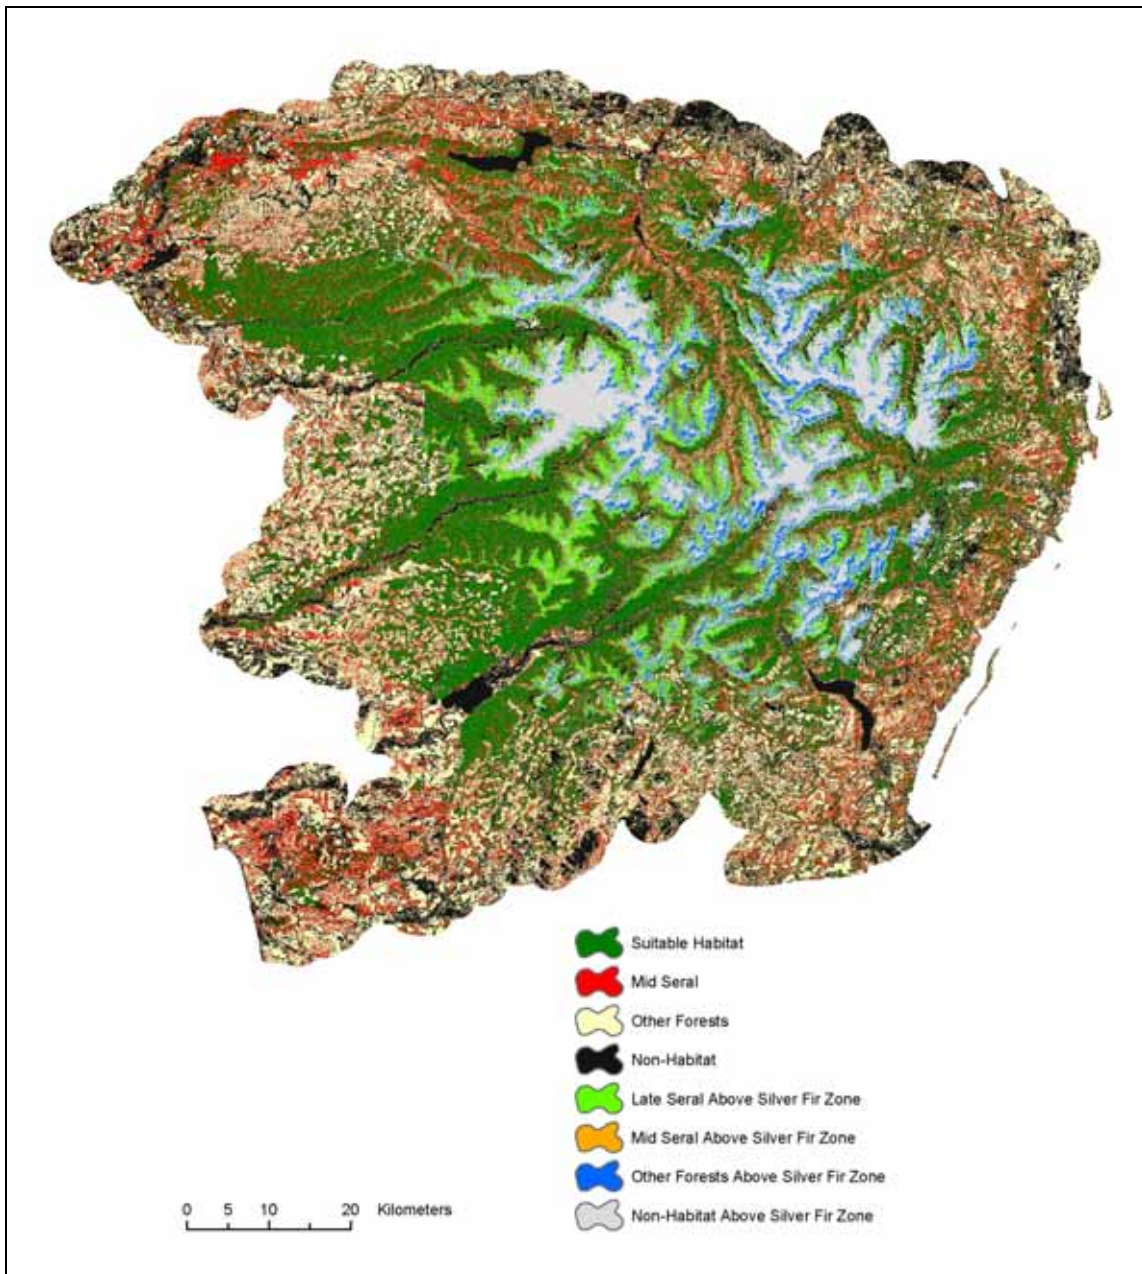 Suitable Habitat
Mid Seral
Other Forests
Non-Habitat
Late Seral Above Silver Fir Zone
Mid Seral Above Silver Fir Zone
Other Forests Above Silver Fir Zone
Non-Habitat Above Silver Fir Zone
0 5 10 20 Kilometers